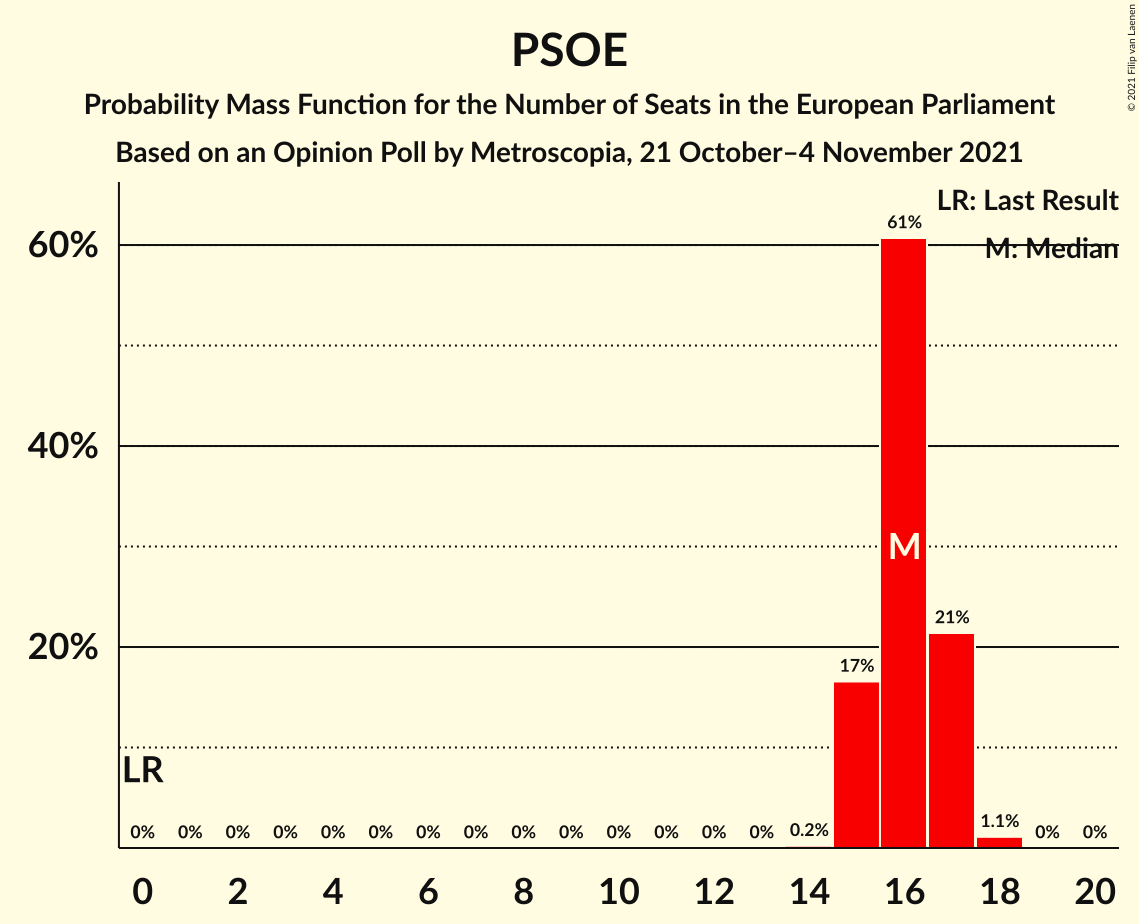 PSOE
Probability Mass Function for the Number of Seats in the European Parliament
Based on an Opinion Poll by Metroscopia, 21 October–4 November 2021
© 2021 Filip van Laenen
LR: Last Result
M: Median
60%
40%
20%
61%
M
21%
17%
LR
0% 0% 0% 0% 0% 0% 0% 0% 0% 0% 0% 0% 0% 0% 0.2% 1.1% 0% 0%
0 2 4 6 8 10 12 14 16 18 20